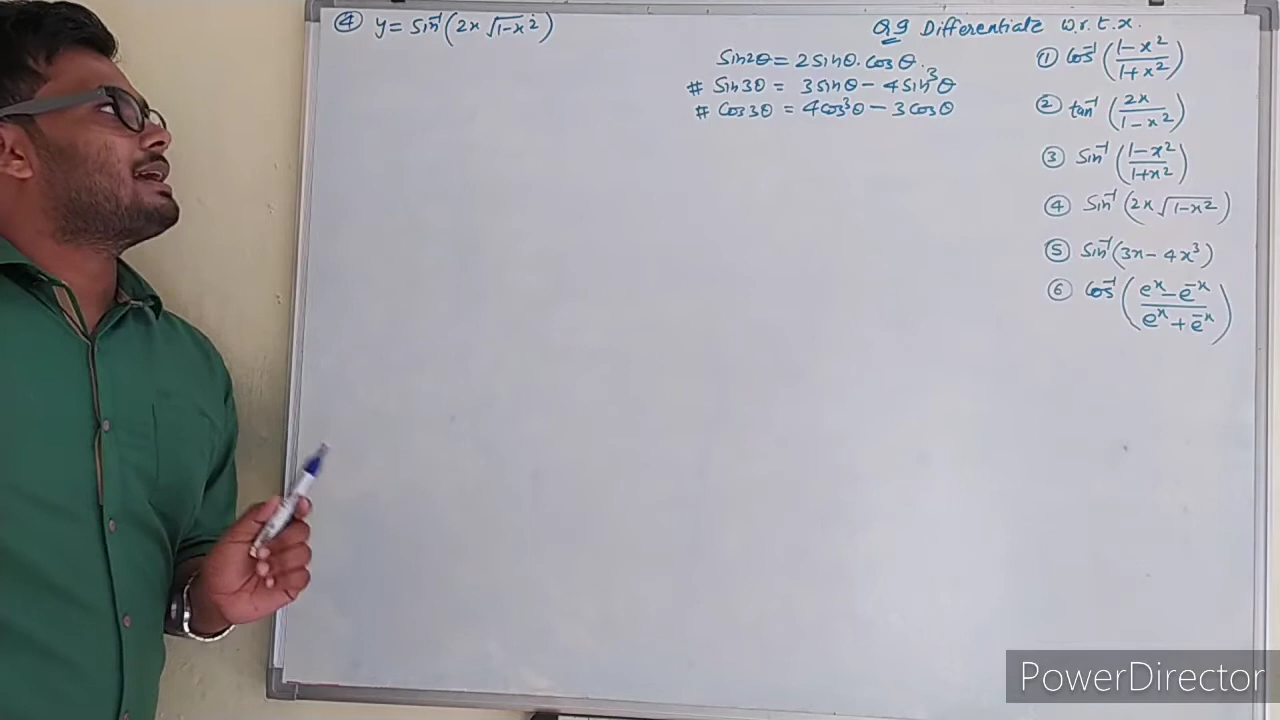 ④ y = Sin⁻¹(2x √1-x²)
Q9 Differentiate w.r.t.x.
Sin2θ = 2sinθ.cosθ.
# Sin3θ = 3sinθ - 4sin³θ
# Cos3θ = 4cos³θ - 3cosθ
① Cos⁻¹(1-x²/1+x²)
② tan⁻¹(2x/1-x²)
③ Sin⁻¹(1-x²/1+x²)
④ Sin⁻¹(2x √1-x²)
⑤ Sin⁻¹(3x - 4x³)
⑥ Cos⁻¹(eˣ - e⁻ˣ/eˣ + e⁻ˣ)
PowerDirector